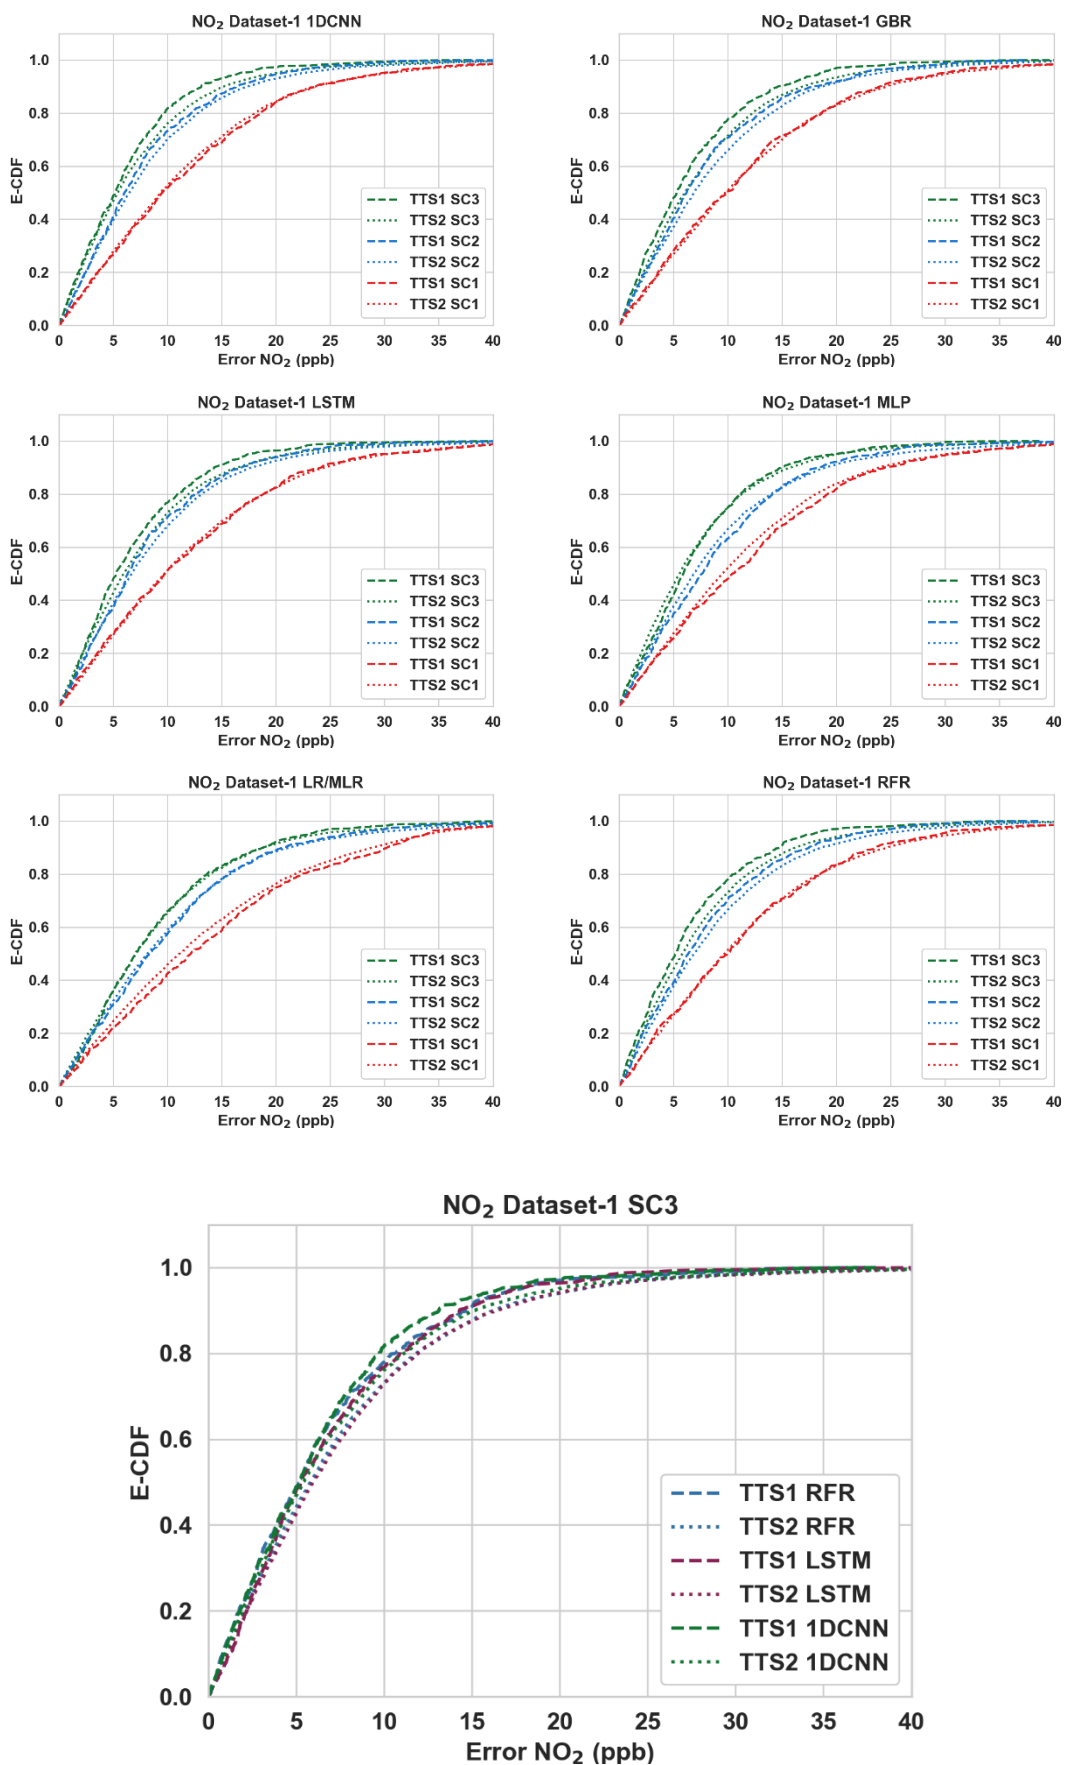 NO₂ Dataset-1 1DCNN
E-CDF
1.0
0.8
0.6
0.4
0.2
0.0
TTS1 SC3
TTS2 SC3
TTS1 SC2
TTS2 SC2
TTS1 SC1
TTS2 SC1
0 5 10 15 20 25 30 35 40
Error NO₂ (ppb)
NO₂ Dataset-1 GBR
E-CDF
1.0
0.8
0.6
0.4
0.2
0.0
TTS1 SC3
TTS2 SC3
TTS1 SC2
TTS2 SC2
TTS1 SC1
TTS2 SC1
0 5 10 15 20 25 30 35 40
Error NO₂ (ppb)
NO₂ Dataset-1 LSTM
E-CDF
1.0
0.8
0.6
0.4
0.2
0.0
TTS1 SC3
TTS2 SC3
TTS1 SC2
TTS2 SC2
TTS1 SC1
TTS2 SC1
0 5 10 15 20 25 30 35 40
Error NO₂ (ppb)
NO₂ Dataset-1 MLP
E-CDF
1.0
0.8
0.6
0.4
0.2
0.0
TTS1 SC3
TTS2 SC3
TTS1 SC2
TTS2 SC2
TTS1 SC1
TTS2 SC1
0 5 10 15 20 25 30 35 40
Error NO₂ (ppb)
NO₂ Dataset-1 LR/MLR
E-CDF
1.0
0.8
0.6
0.4
0.2
0.0
TTS1 SC3
TTS2 SC3
TTS1 SC2
TTS2 SC2
TTS1 SC1
TTS2 SC1
0 5 10 15 20 25 30 35 40
Error NO₂ (ppb)
NO₂ Dataset-1 RFR
E-CDF
1.0
0.8
0.6
0.4
0.2
0.0
TTS1 SC3
TTS2 SC3
TTS1 SC2
TTS2 SC2
TTS1 SC1
TTS2 SC1
0 5 10 15 20 25 30 35 40
Error NO₂ (ppb)
NO₂ Dataset-1 SC3
E-CDF
1.0
0.8
0.6
0.4
0.2
0.0
TTS1 RFR
TTS2 RFR
TTS1 LSTM
TTS2 LSTM
TTS1 1DCNN
TTS2 1DCNN
0 5 10 15 20 25 30 35 40
Error NO₂ (ppb)